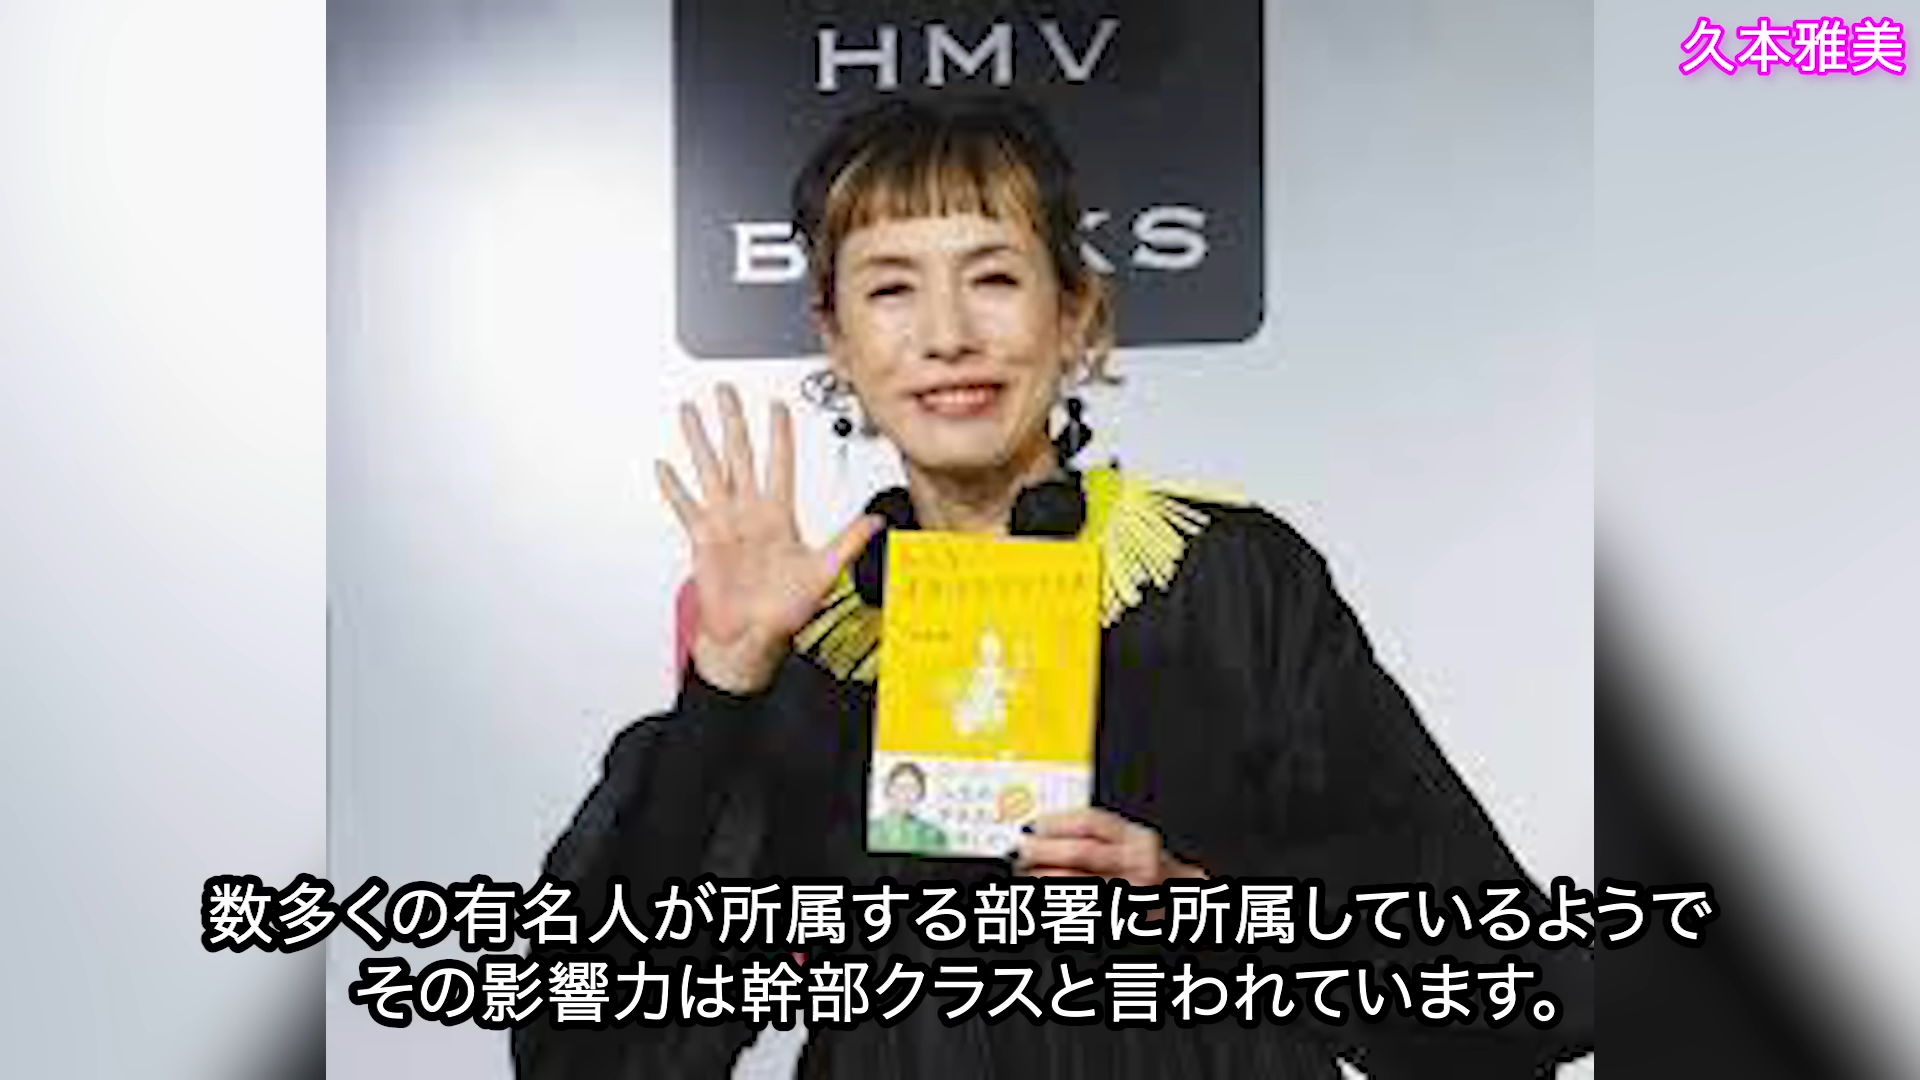 久本雅美
HMV
B KS
数多くの有名人が所属する部署に所属しているようで
その影響力は幹部クラスと言われています。